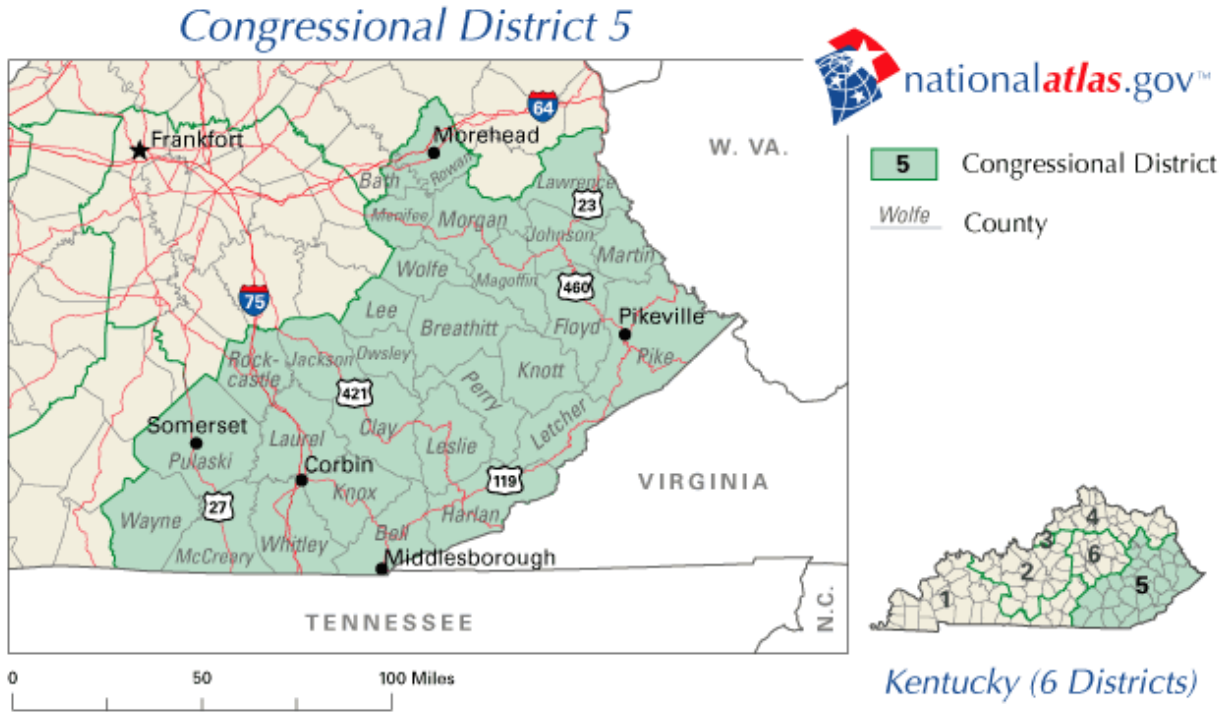 Congressional District 5
nationalatlas.gov™
5 Congressional District
Wolfe County
64
Frankfort
Morehead
W. VA.
Bath
Rowan
Lawrence
23
Menifee
Morgan
Johnson
Martin
Wolfe
Magoffin
460
75
Lee
Breathitt
Floyd
Pikeville
Rock-
castle
Jackson
Owsley
Knott
Pike
421
Perry
Somerset
Clay
Letcher
Laurel
Leslie
Pulaski
Corbin
119
VIRGINIA
Knox
27
Wayne
Harlan
Bell
Whitley
McCreary
Middlesborough
TENNESSEE
N.C.
0 50 100 Miles
4
3
6
2
5
1
Kentucky (6 Districts)